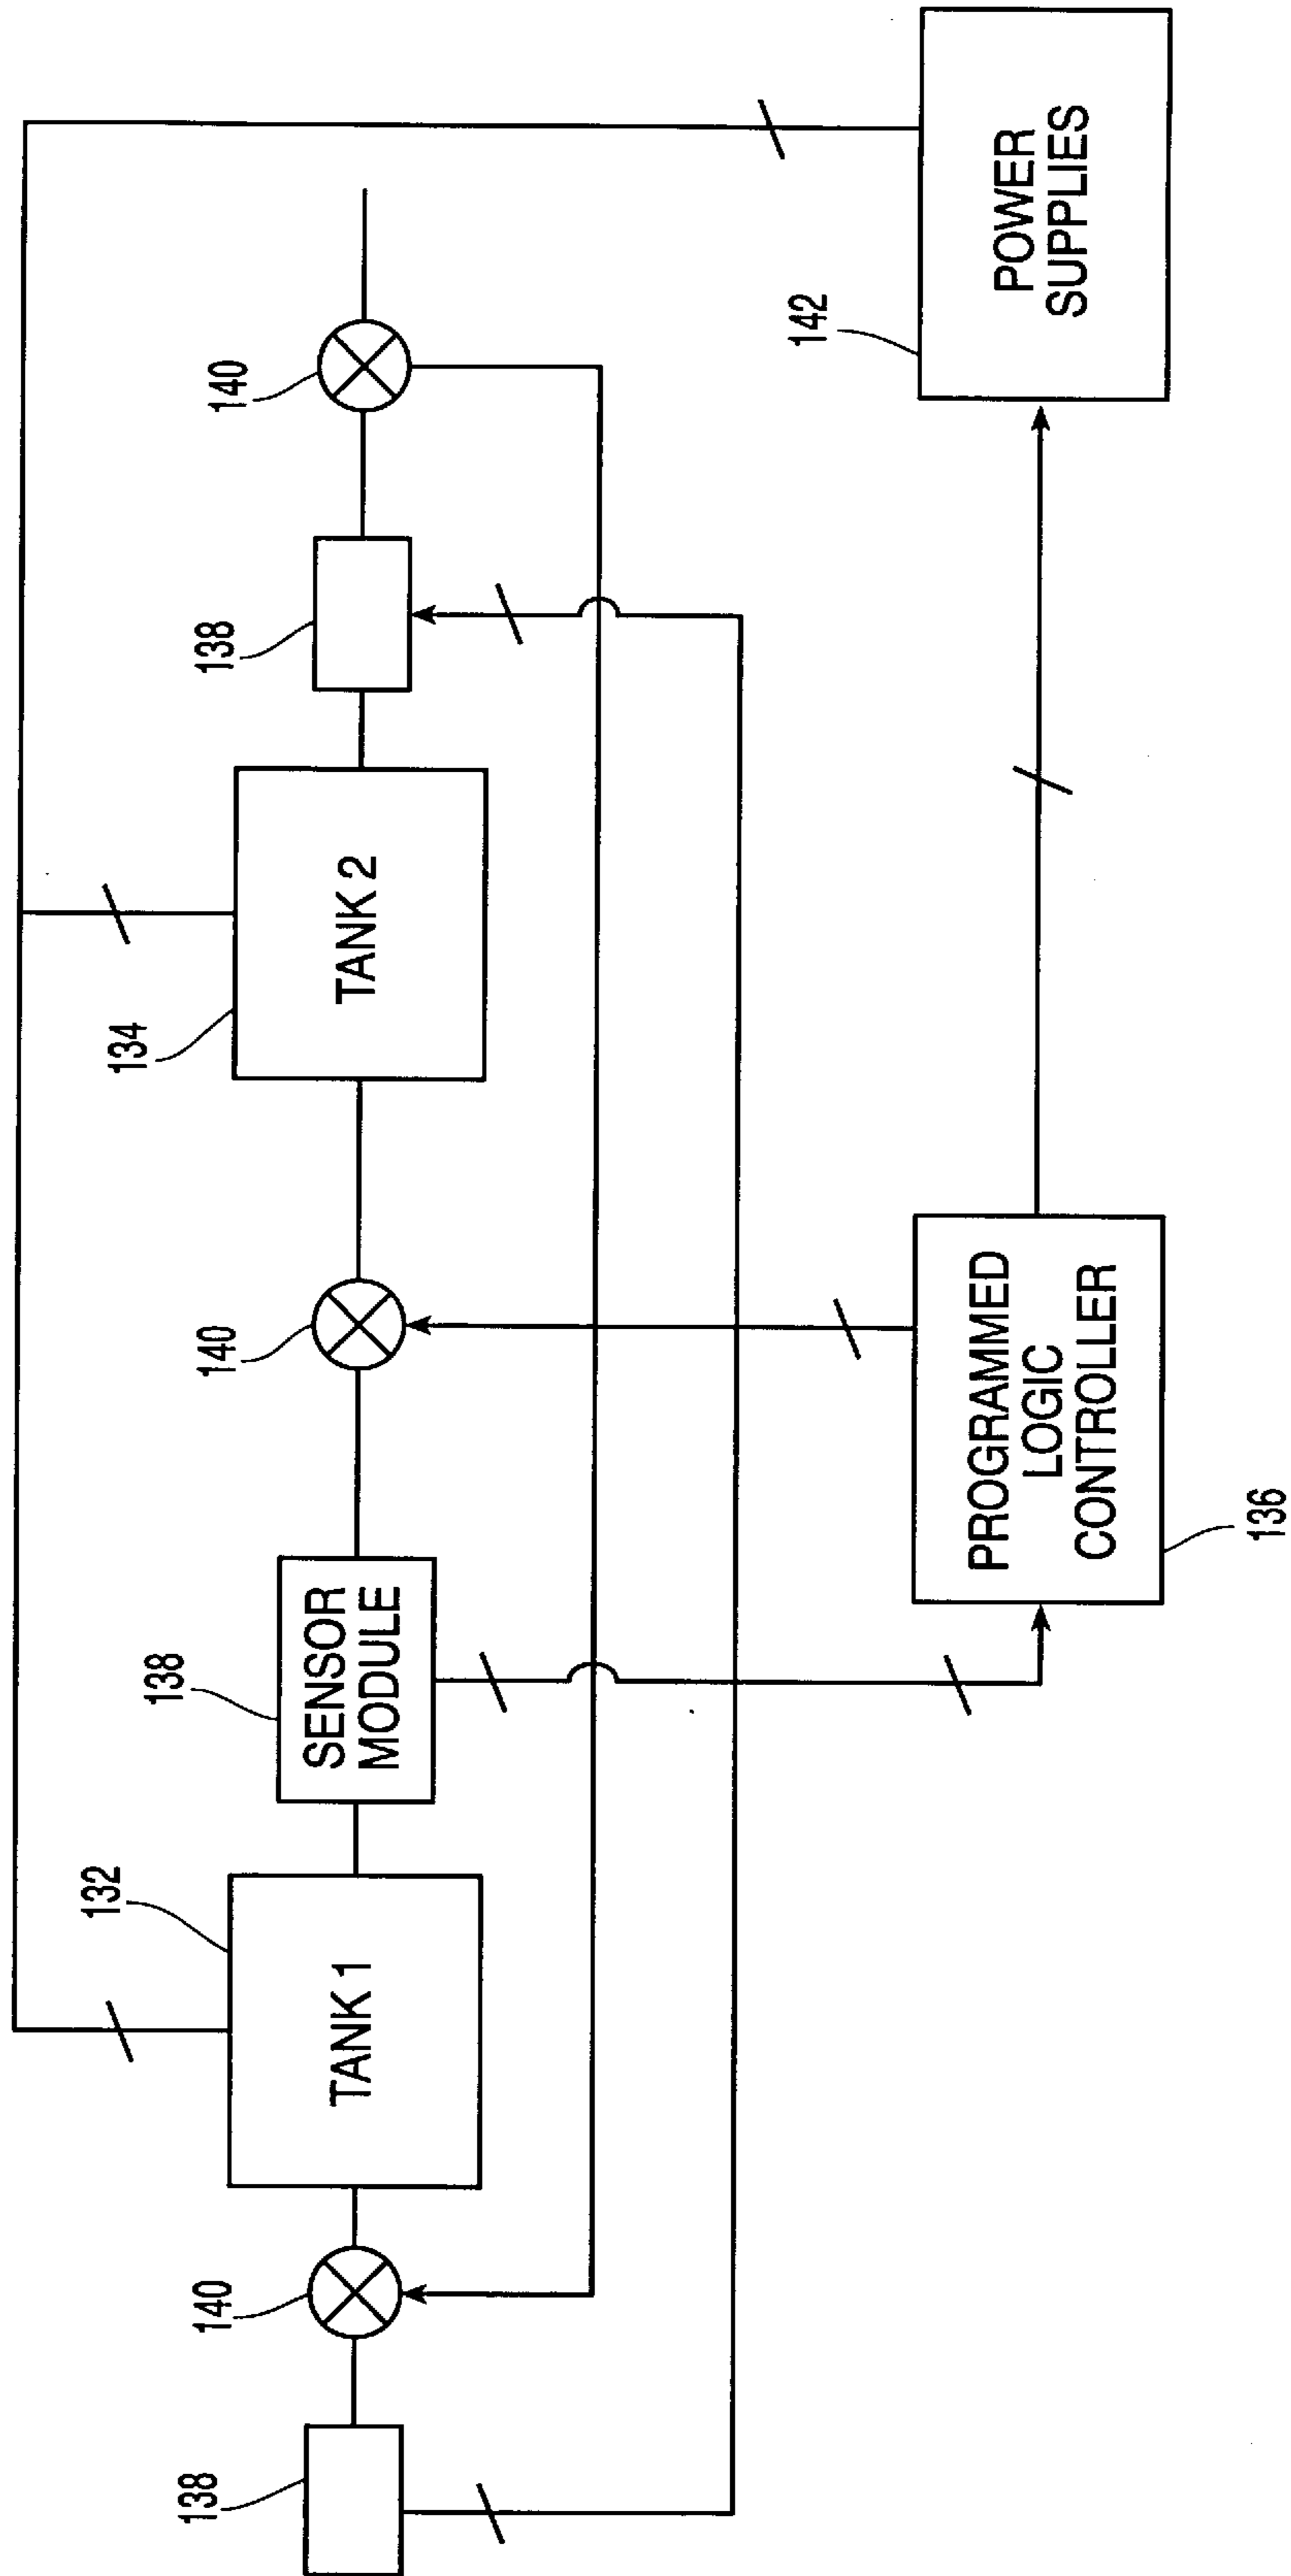 138
140
TANK 1
132
138
SENSOR
MODULE
140
134
TANK 2
138
140
136
PROGRAMMED
LOGIC
CONTROLLER
142
POWER
SUPPLIES